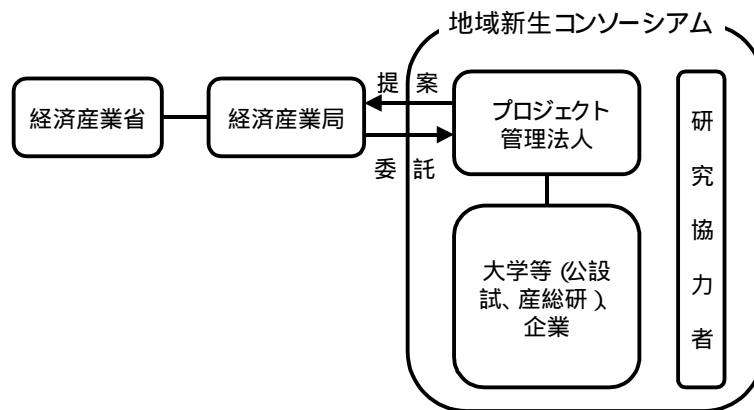 地域新生コンソーシアム
経済産業省
経済産業局
提案
委託
プロジェクト
管理法人
大学等(公設
試、産総研)、
企業
研究協力者